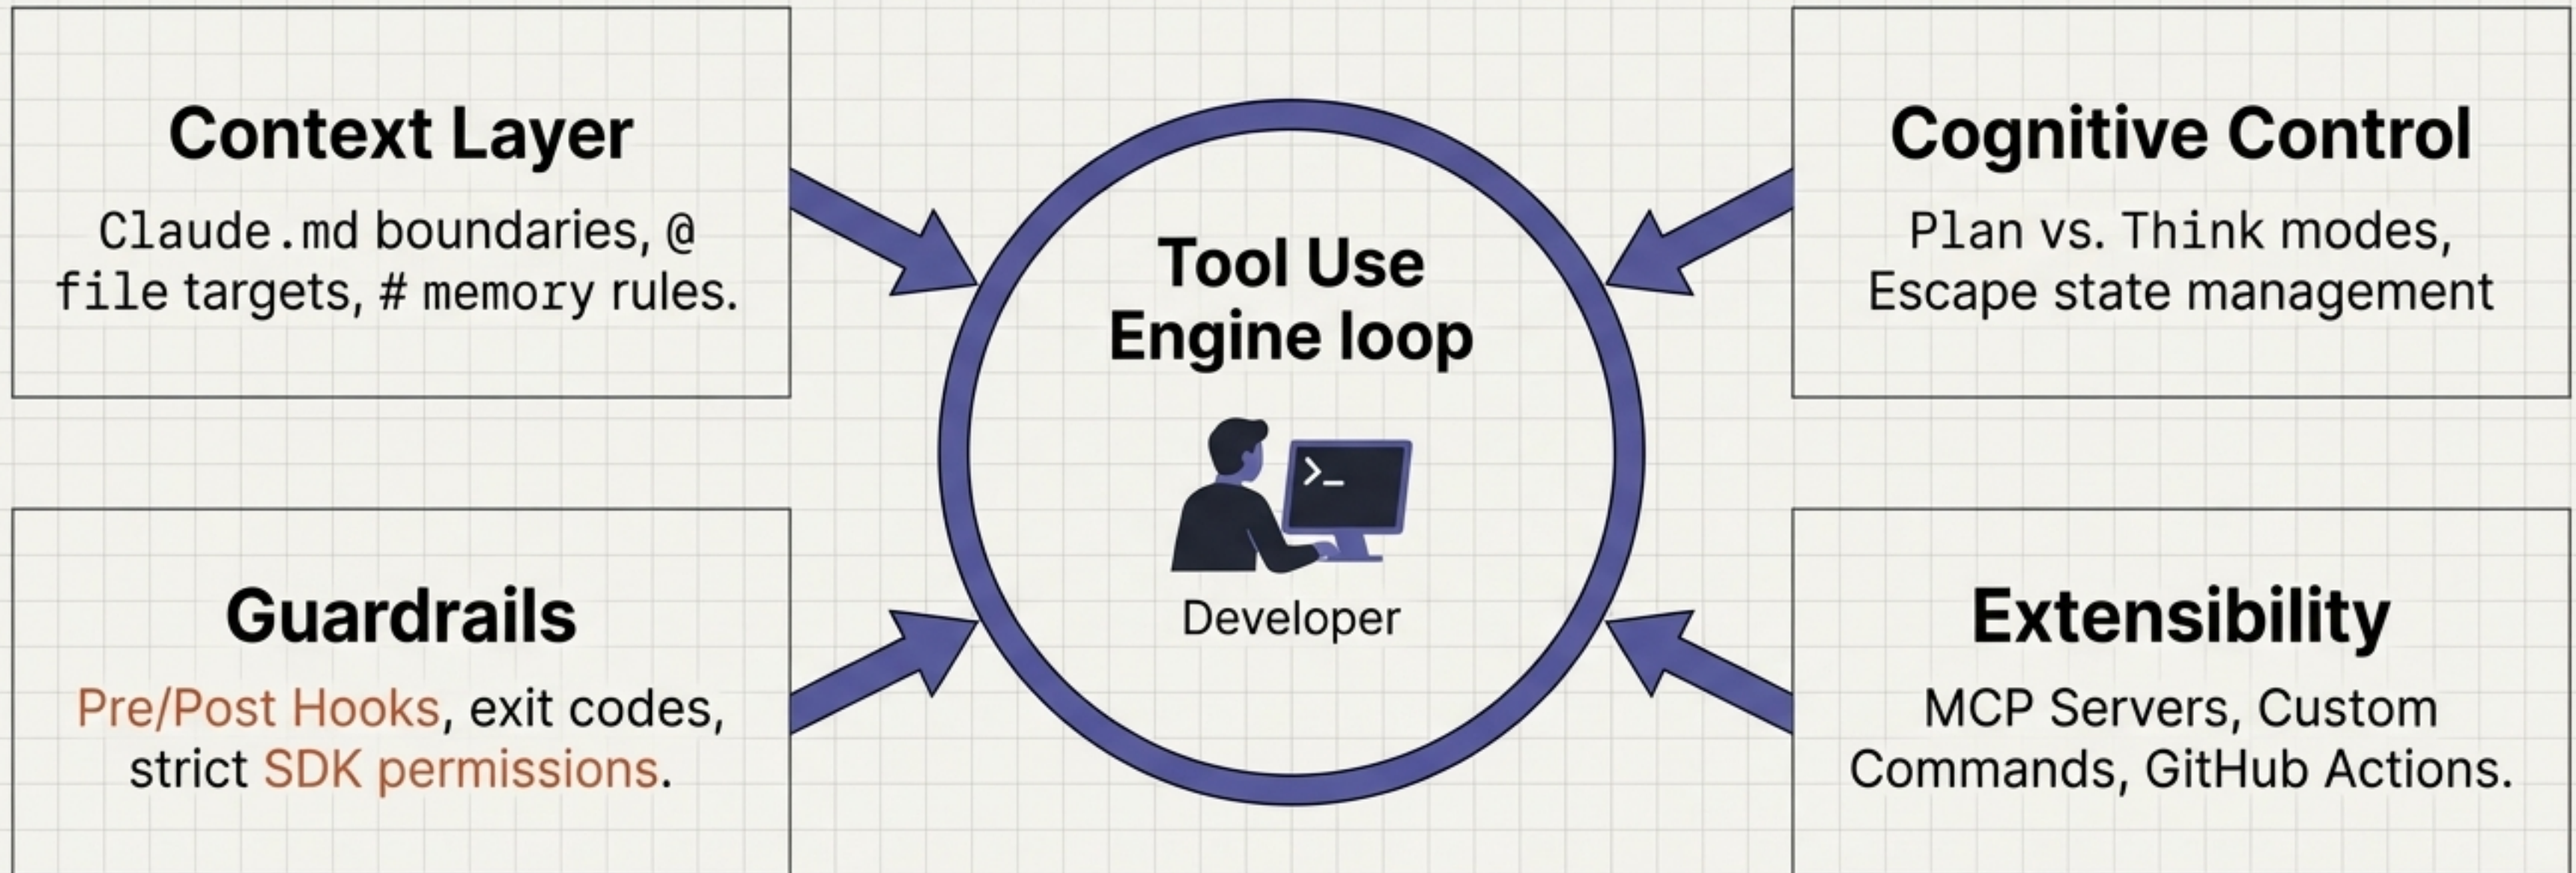 Context Layer
Claude.md boundaries, @
file targets, # memory rules.
Cognitive Control
Plan vs. Think modes,
Escape state management
Tool Use
Engine loop
>_
Developer
Guardrails
Pre/Post Hooks, exit codes,
strict SDK permissions.
Extensibility
MCP Servers, Custom
Commands, GitHub Actions.